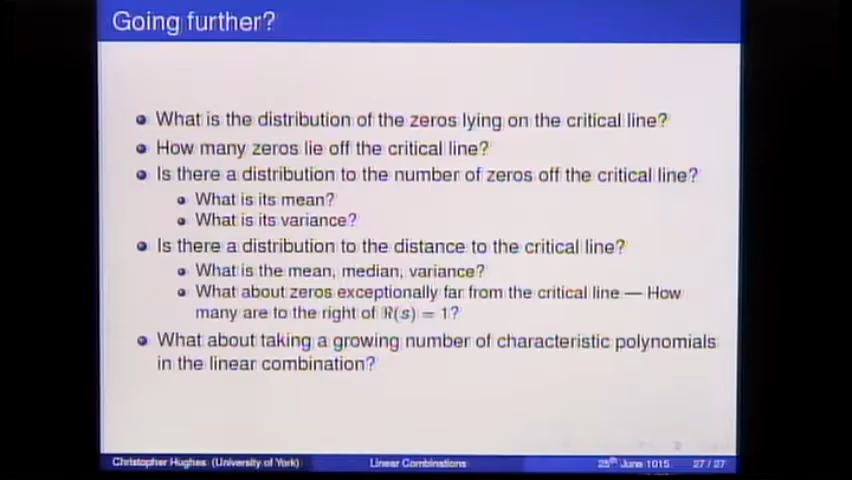 Going further?
What is the distribution of the zeros lying on the critical line?
How many zeros lie off the critical line?
Is there a distribution to the number of zeros off the critical line?
What is its mean?
What is its variance?
Is there a distribution to the distance to the critical line?
What is the mean, median, variance?
What about zeros exceptionally far from the critical line — How
many are to the right of ℜ(s) = 1?
What about taking a growing number of characteristic polynomials
in the linear combination?
Christopher Hughes (University of York) Linear Combinations 25th June 1015 27 / 27